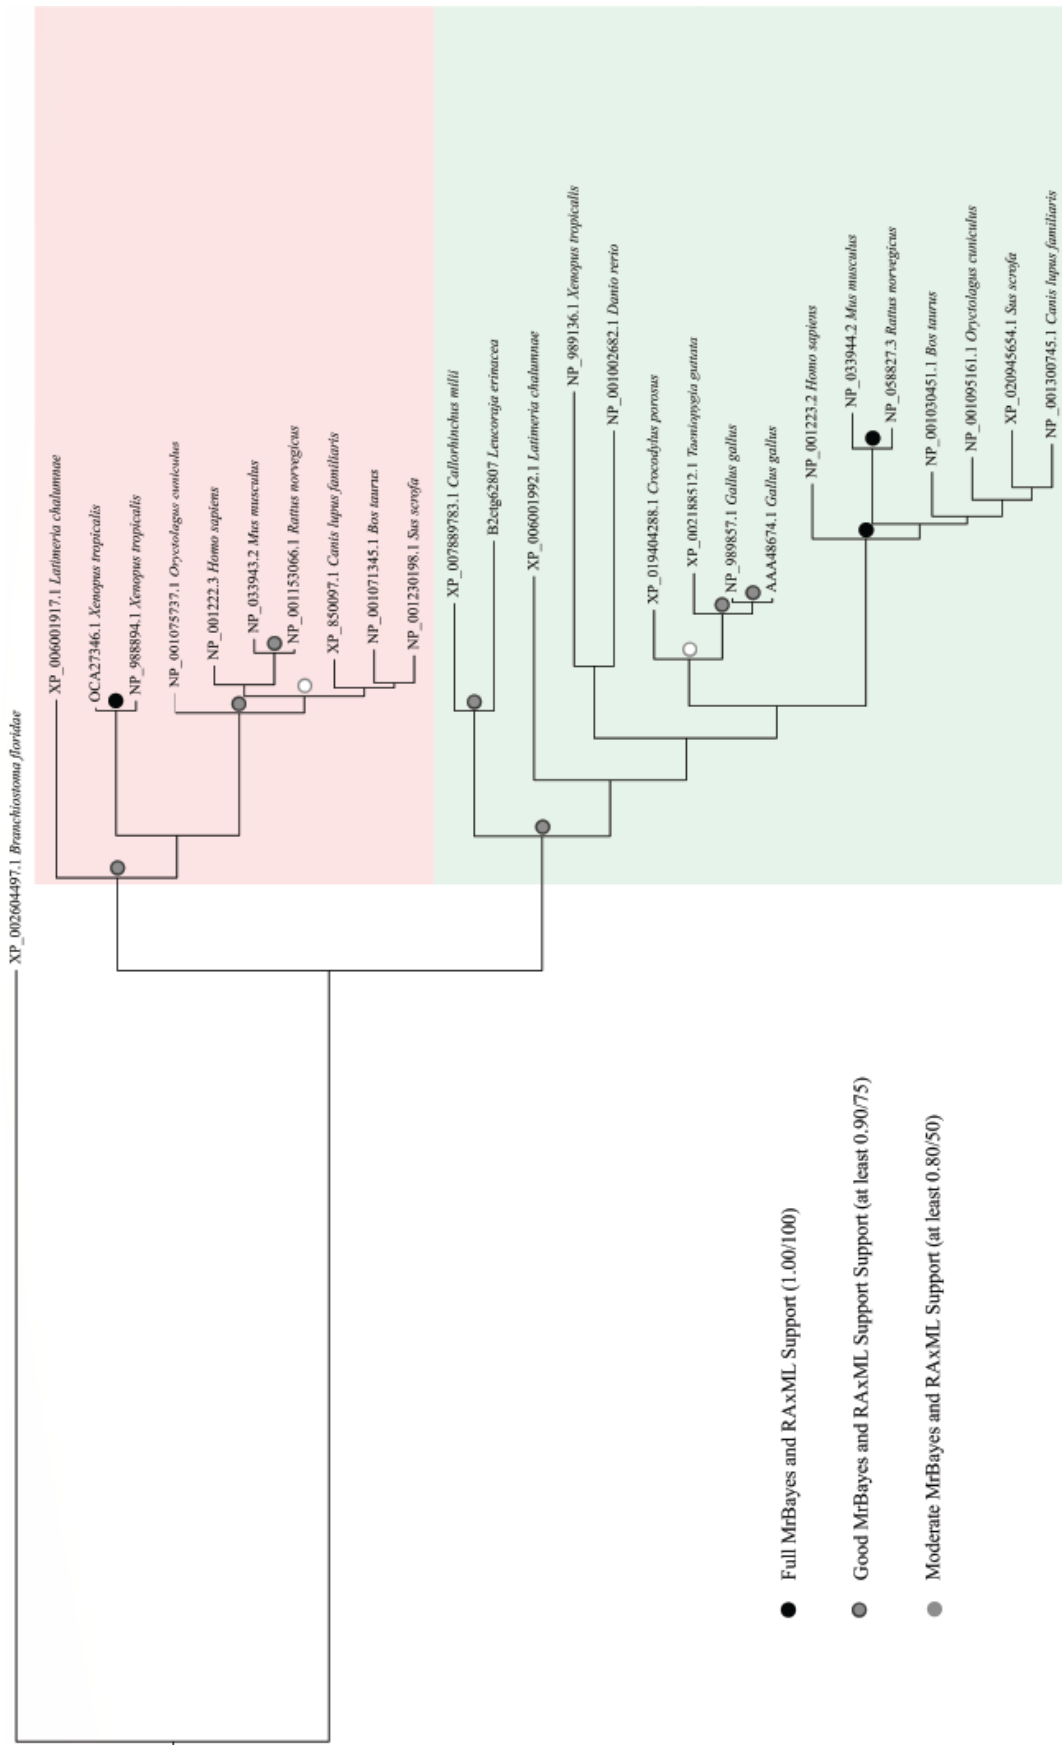 XP_002604497.1 Branchiostoma floridae
XP_006001917.1 Latimeria chalumnae
OCA27346.1 Xenopus tropicalis
NP_988894.1 Xenopus tropicalis
NP_001075737.1 Oryctolagus cuniculus
NP_001222.3 Homo sapiens
NP_033943.2 Mus musculus
NP_001153066.1 Rattus norvegicus
XP_850097.1 Canis lupus familiaris
NP_001071345.1 Bos taurus
NP_001230198.1 Sus scrofa
XP_007889783.1 Callorhinchus milii
B2ctg62807 Leucoraja erinacea
XP_006001992.1 Latimeria chalumnae
NP_989136.1 Xenopus tropicalis
NP_001002682.1 Danio rerio
XP_019404288.1 Crocodylus porosus
XP_002188512.1 Taeniopygia guttata
NP_989857.1 Gallus gallus
AAA48674.1 Gallus gallus
NP_001223.2 Homo sapiens
NP_033944.2 Mus musculus
NP_058827.3 Rattus norvegicus
NP_001030451.1 Bos taurus
NP_001095161.1 Oryctolagus cuniculus
XP_020945654.1 Sus scrofa
NP_001300745.1 Canis lupus familiaris
Full MrBayes and RAxML Support (1.00/100)
Good MrBayes and RAxML Support Support (at least 0.90/75)
Moderate MrBayes and RAxML Support (at least 0.80/50)